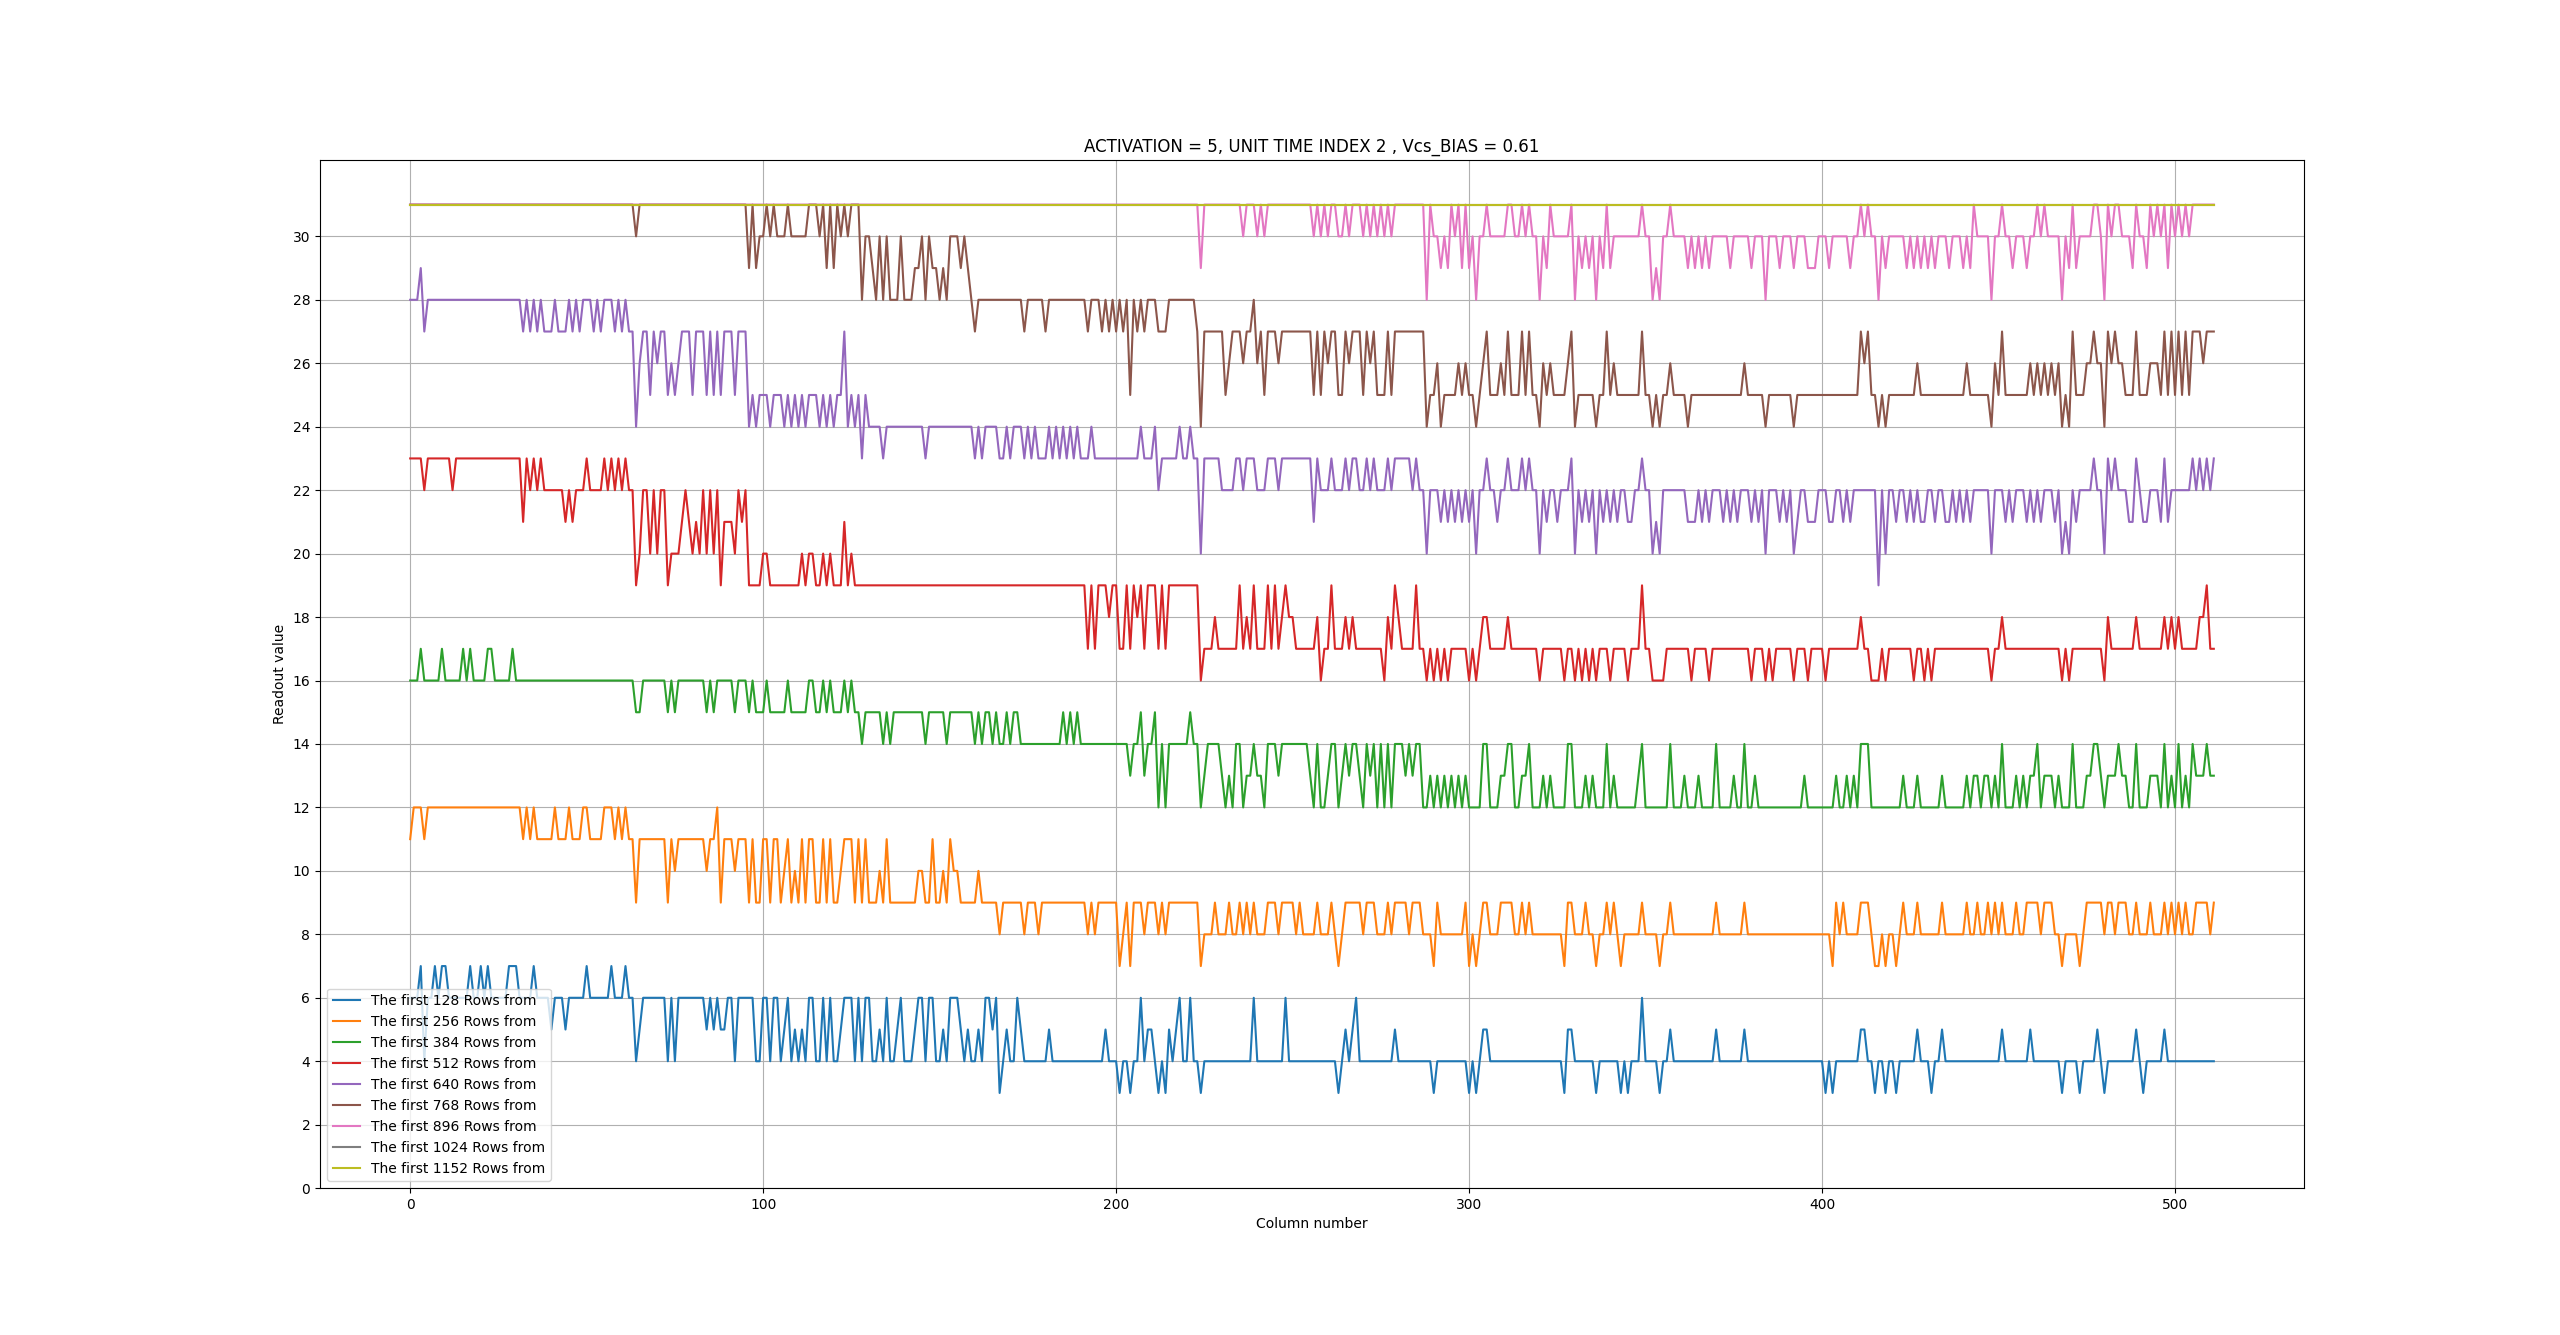 ACTIVATION = 5, UNIT TIME INDEX 2 , Vcs_BIAS = 0.61
Readout value
30
28
26
24
22
20
18
16
14
12
10
8
6
4
2
0
The first 128 Rows from
The first 256 Rows from
The first 384 Rows from
The first 512 Rows from
The first 640 Rows from
The first 768 Rows from
The first 896 Rows from
The first 1024 Rows from
The first 1152 Rows from
0 100 200 300 400 500
Column number